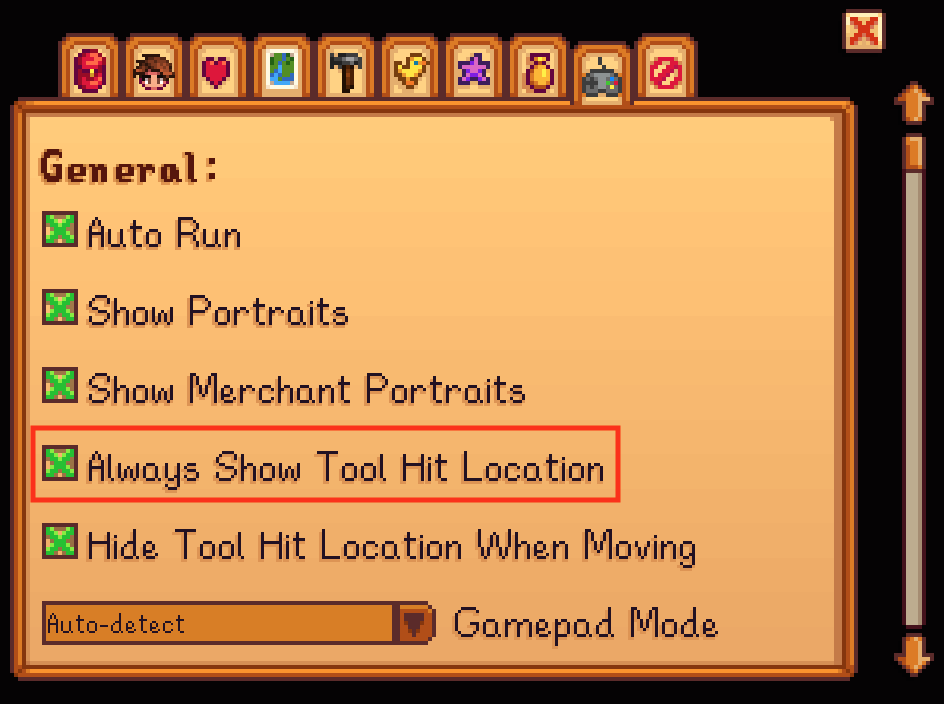 General:
Auto Run
Show Portraits
Show Merchant Portraits
Always Show Tool Hit Location
Hide Tool Hit Location When Moving
Auto-detect Gamepad Mode